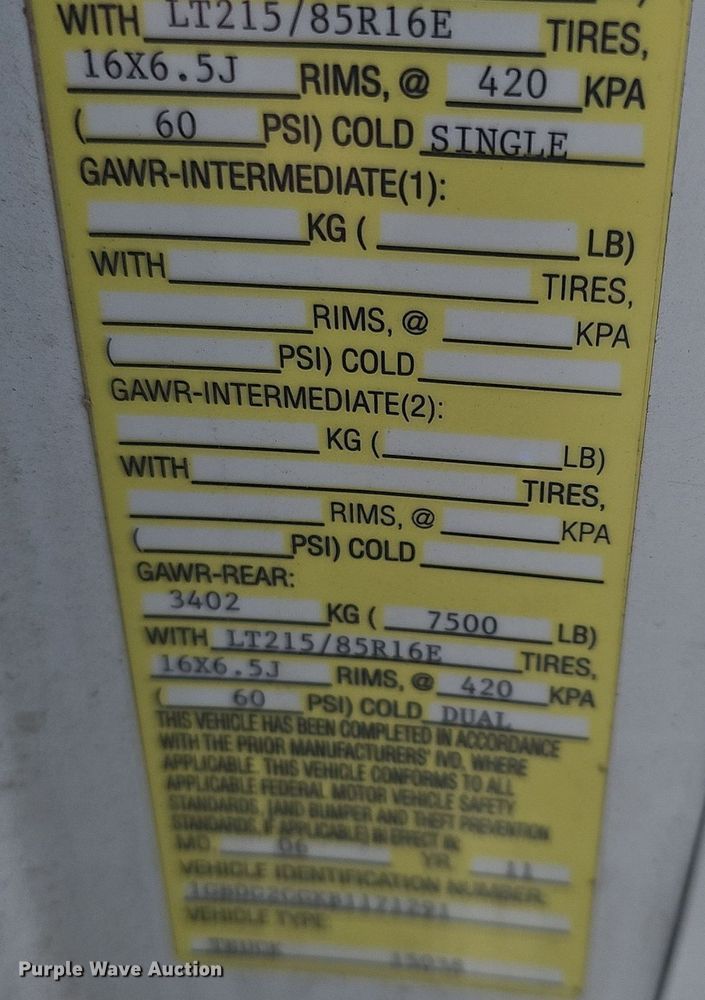 WITH LT215/85R16E TIRES,
16X6.5J RIMS, @ 420 KPA
( 60 PSI) COLD SINGLE
GAWR-INTERMEDIATE(1):
KG ( LB)
WITH TIRES,
RIMS, @ KPA
( PSI) COLD
GAWR-INTERMEDIATE(2):
KG ( LB)
WITH TIRES,
RIMS, @ KPA
( PSI) COLD
GAWR-REAR:
3402 KG ( 7500 LB)
WITH LT215/85R16E TIRES,
16X6.5J RIMS, @ 420 KPA
( 60 PSI) COLD DUAL
THIS VEHICLE HAS BEEN COMPLETED IN ACCORDANCE
WITH THE PRIOR MANUFACTURERS' IVD, WHERE
APPLICABLE. THIS VEHICLE CONFORMS TO ALL
APPLICABLE FEDERAL MOTOR VEHICLE SAFETY
STANDARDS, [AND BUMPER AND THEFT PREVENTION
STANDARDS, IF APPLICABLE] IN EFFECT IN
MO. 06 YR. 11
VEHICLE IDENTIFICATION NUMBER:
VEHICLE TYPE
TRUCK
Purple Wave Auction